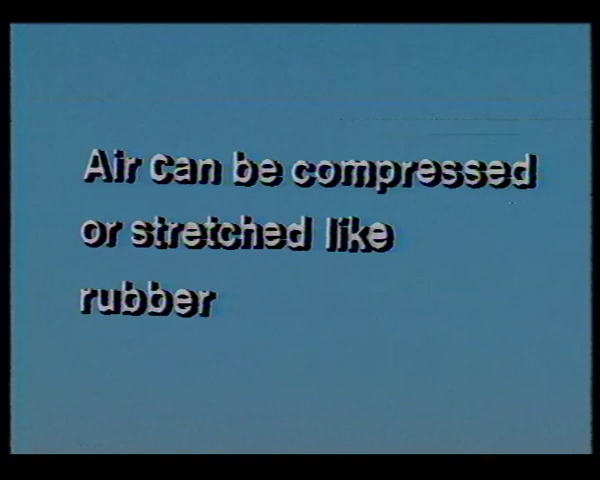 Air can be compressed
or stretched like
rubber